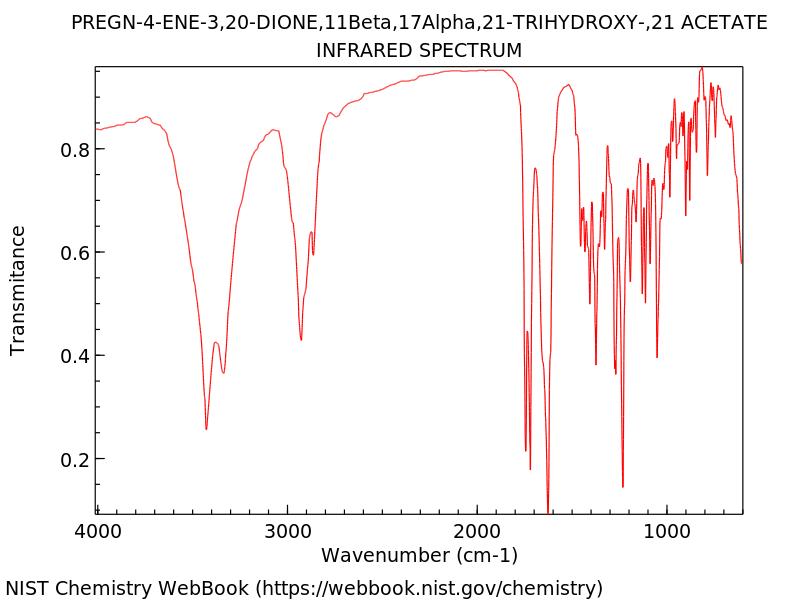 PREGN-4-ENE-3,20-DIONE,11Beta,17Alpha,21-TRIHYDROXY-,21 ACETATE
INFRARED SPECTRUM
Transmitance
0.8
0.6
0.4
0.2
4000 3000 2000 1000
Wavenumber (cm-1)
NIST Chemistry WebBook (https://webbook.nist.gov/chemistry)